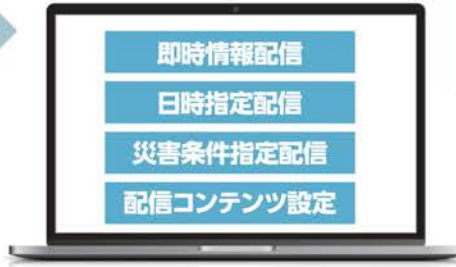 即時情報配信
日時指定配信
災害条件指定配信
配信コンテンツ設定